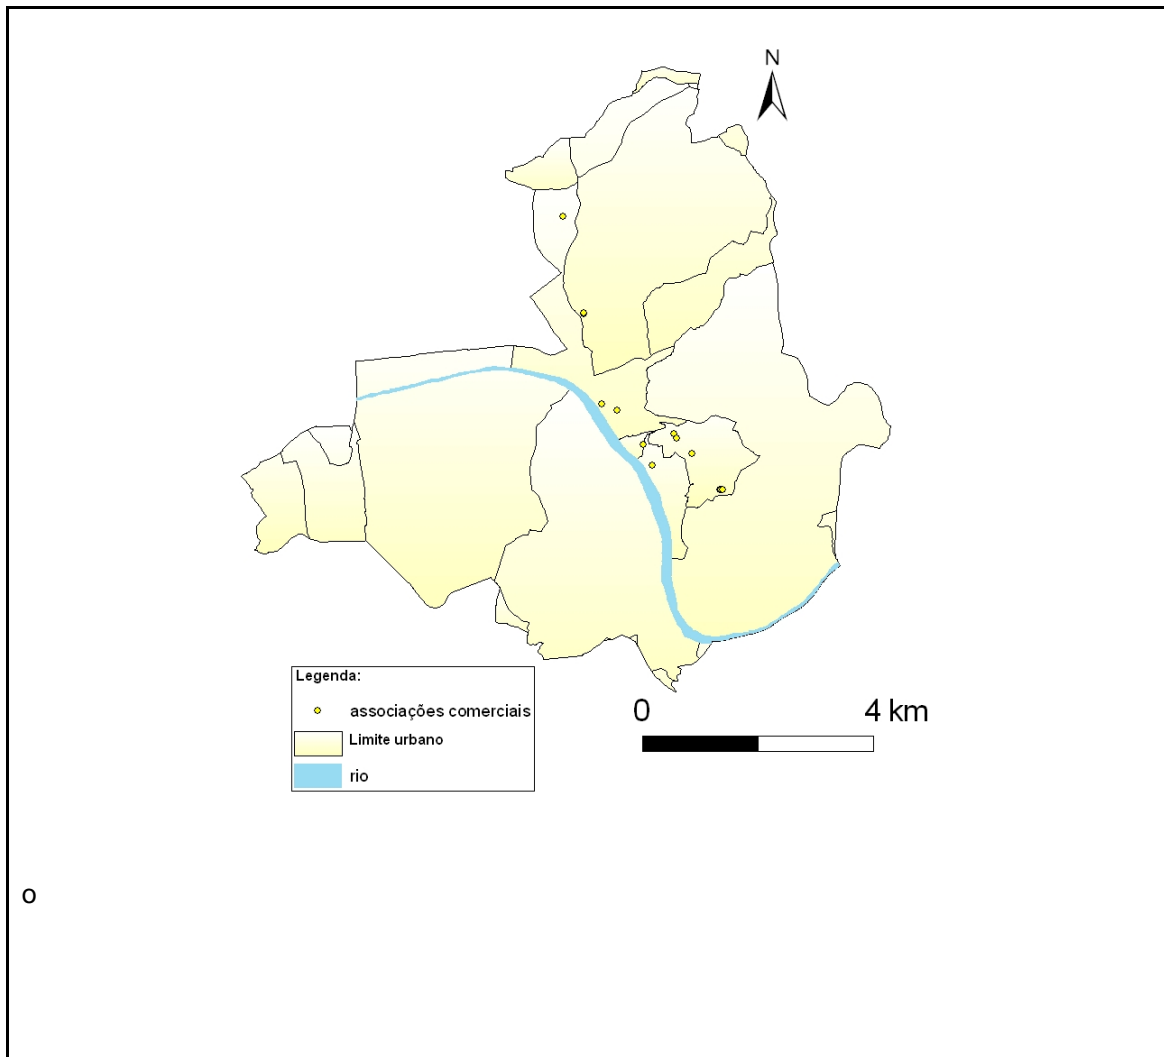 N
Legenda:
associações comerciais
Limite urbano
rio
0 4 km
o